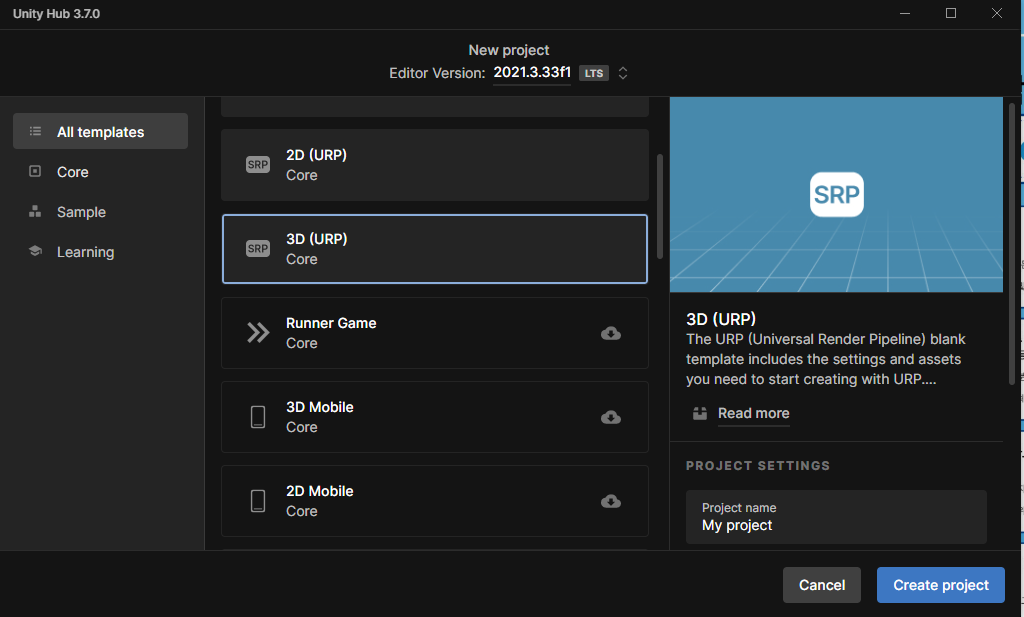 Unity Hub 3.7.0
New project
Editor Version: 2021.3.33f1 LTS
All templates
Core
Sample
Learning
SRP
2D (URP)
Core
SRP
3D (URP)
Core
Runner Game
Core
3D Mobile
Core
2D Mobile
Core
SRP
3D (URP)
The URP (Universal Render Pipeline) blank
template includes the settings and assets
you need to start creating with URP....
Read more
PROJECT SETTINGS
Project name
My project
Cancel
Create project